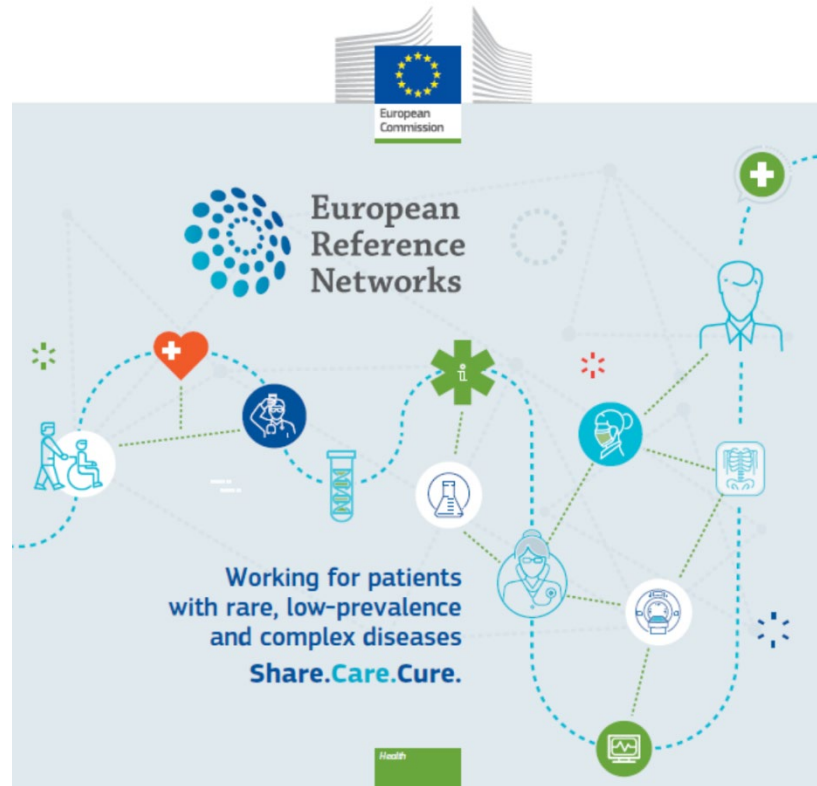 European
Commission
European
Reference
Networks
Working for patients
with rare, low-prevalence
and complex diseases
Share.Care.Cure.
Health